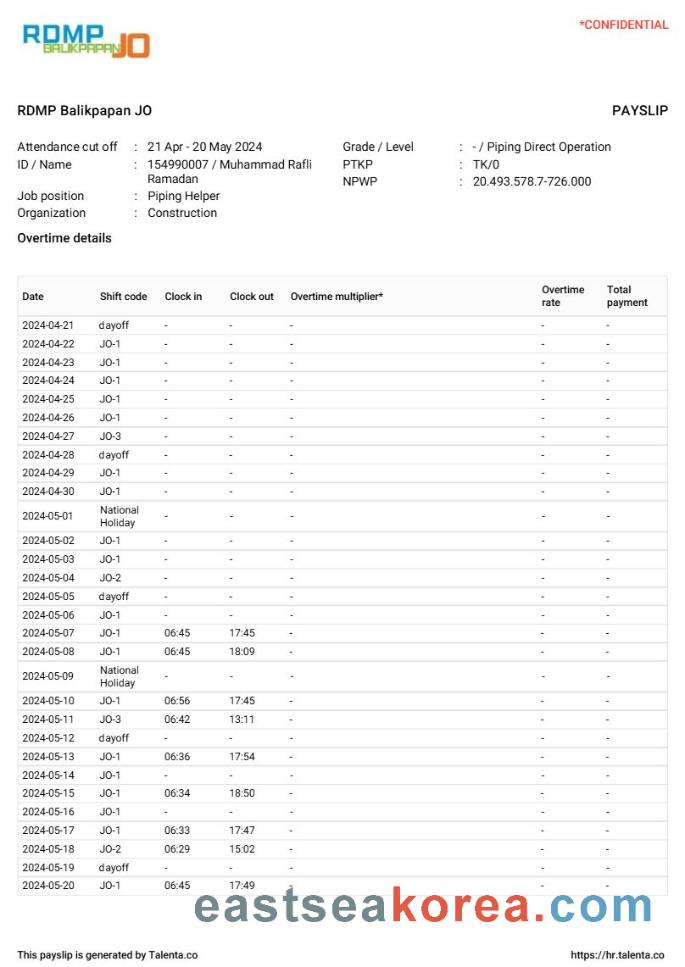 RDMP
BALIKPAPAN JO
*CONFIDENTIAL
RDMP Balikpapan JO PAYSLIP
Attendance cut off : 21 Apr - 20 May 2024 Grade / Level : - / Piping Direct Operation
ID / Name : 154990007 / Muhammad Rafli PTKP : TK/0
Ramadan NPWP : 20.493.578.7-726.000
Job position : Piping Helper
Organization : Construction
Overtime details
Date Shift code Clock in Clock out Overtime multiplier* Overtime rate Total payment
2024-04-21 dayoff - - - - -
2024-04-22 JO-1 - - - - -
2024-04-23 JO-1 - - - - -
2024-04-24 JO-1 - - - - -
2024-04-25 JO-1 - - - - -
2024-04-26 JO-1 - - - - -
2024-04-27 JO-3 - - - - -
2024-04-28 dayoff - - - - -
2024-04-29 JO-1 - - - - -
2024-04-30 JO-1 - - - - -
2024-05-01 National Holiday - - - - -
2024-05-02 JO-1 - - - - -
2024-05-03 JO-1 - - - - -
2024-05-04 JO-2 - - - - -
2024-05-05 dayoff - - - - -
2024-05-06 JO-1 - - - - -
2024-05-07 JO-1 06:45 17:45 - - -
2024-05-08 JO-1 06:45 18:09 - - -
2024-05-09 National Holiday - - - - -
2024-05-10 JO-1 06:56 17:45 - - -
2024-05-11 JO-3 06:42 13:11 - - -
2024-05-12 dayoff - - - - -
2024-05-13 JO-1 06:36 17:54 - - -
2024-05-14 JO-1 - - - - -
2024-05-15 JO-1 06:34 18:50 - - -
2024-05-16 JO-1 - - - - -
2024-05-17 JO-1 06:33 17:47 - - -
2024-05-18 JO-2 06:29 15:02 - - -
2024-05-19 dayoff - - - - -
2024-05-20 JO-1 06:45 17:49 - - -
eastseakorea.com
This payslip is generated by Talenta.co https://hr.talenta.co